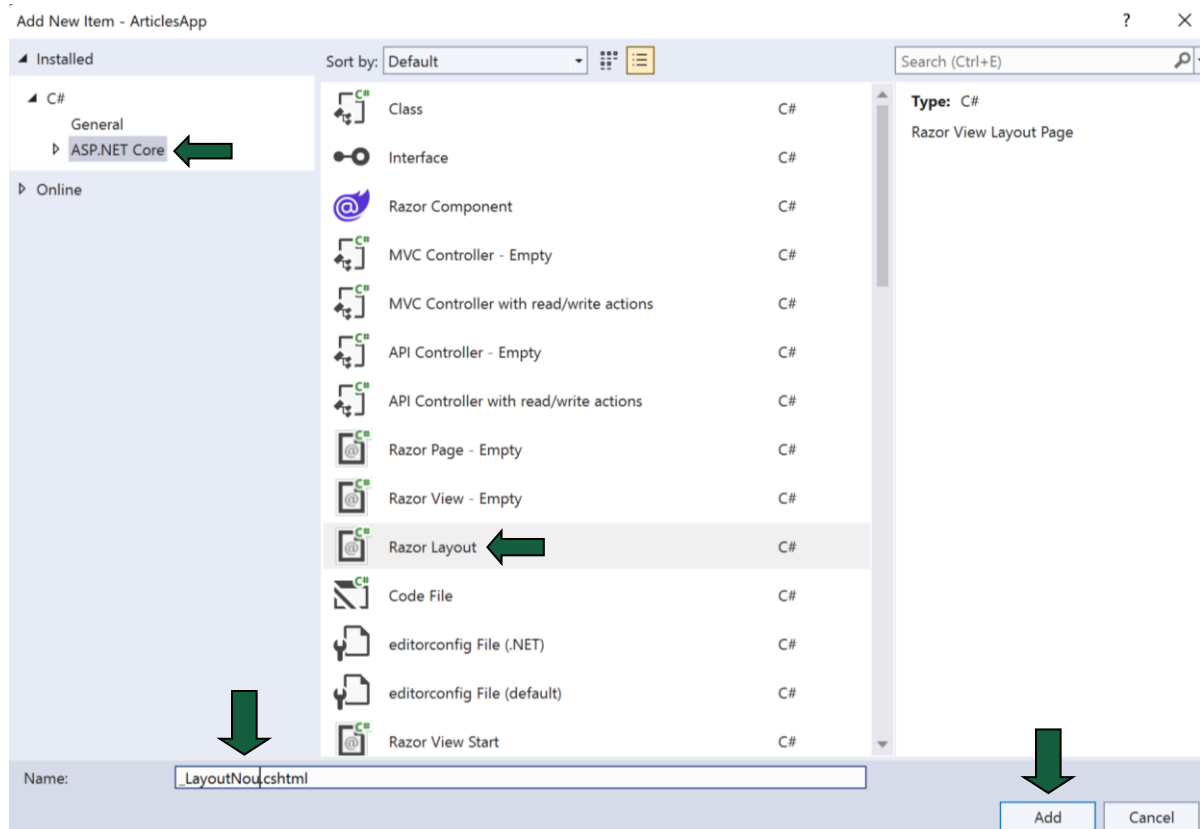 Add New Item - ArticlesApp
? ×
Installed
Sort by: Default
Search (Ctrl+E)
C#
General
ASP.NET Core
Online
Class C#
Interface C#
Razor Component C#
MVC Controller - Empty C#
MVC Controller with read/write actions C#
API Controller - Empty C#
API Controller with read/write actions C#
Razor Page - Empty C#
Razor View - Empty C#
Razor Layout C#
Code File C#
editorconfig File (.NET) C#
editorconfig File (default) C#
Razor View Start C#
Type: C#
Razor View Layout Page
Name: _LayoutNou.cshtml
Add Cancel